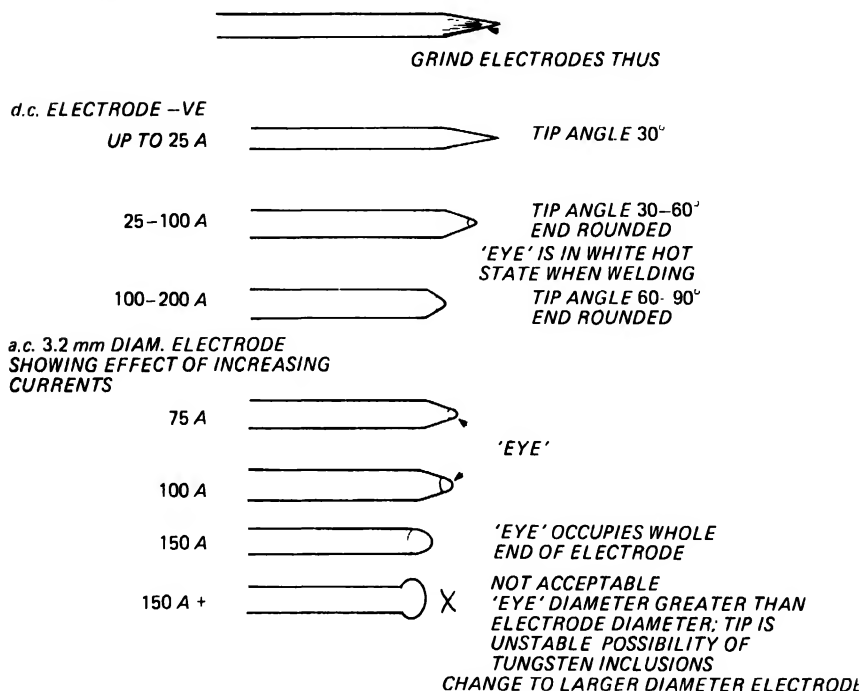 GRIND ELECTRODES THUS
d.c. ELECTRODE –VE
UP TO 25 A
TIP ANGLE 30°
25–100 A
TIP ANGLE 30–60°
END ROUNDED
'EYE' IS IN WHITE HOT
STATE WHEN WELDING
100–200 A
TIP ANGLE 60- 90°
END ROUNDED
a.c. 3.2 mm DIAM. ELECTRODE
SHOWING EFFECT OF INCREASING
CURRENTS
75 A
'EYE'
100 A
150 A
'EYE' OCCUPIES WHOLE
END OF ELECTRODE
150 A +
X
NOT ACCEPTABLE
'EYE' DIAMETER GREATER THAN
ELECTRODE DIAMETER; TIP IS
UNSTABLE POSSIBILITY OF
TUNGSTEN INCLUSIONS
CHANGE TO LARGER DIAMETER ELECTRODE